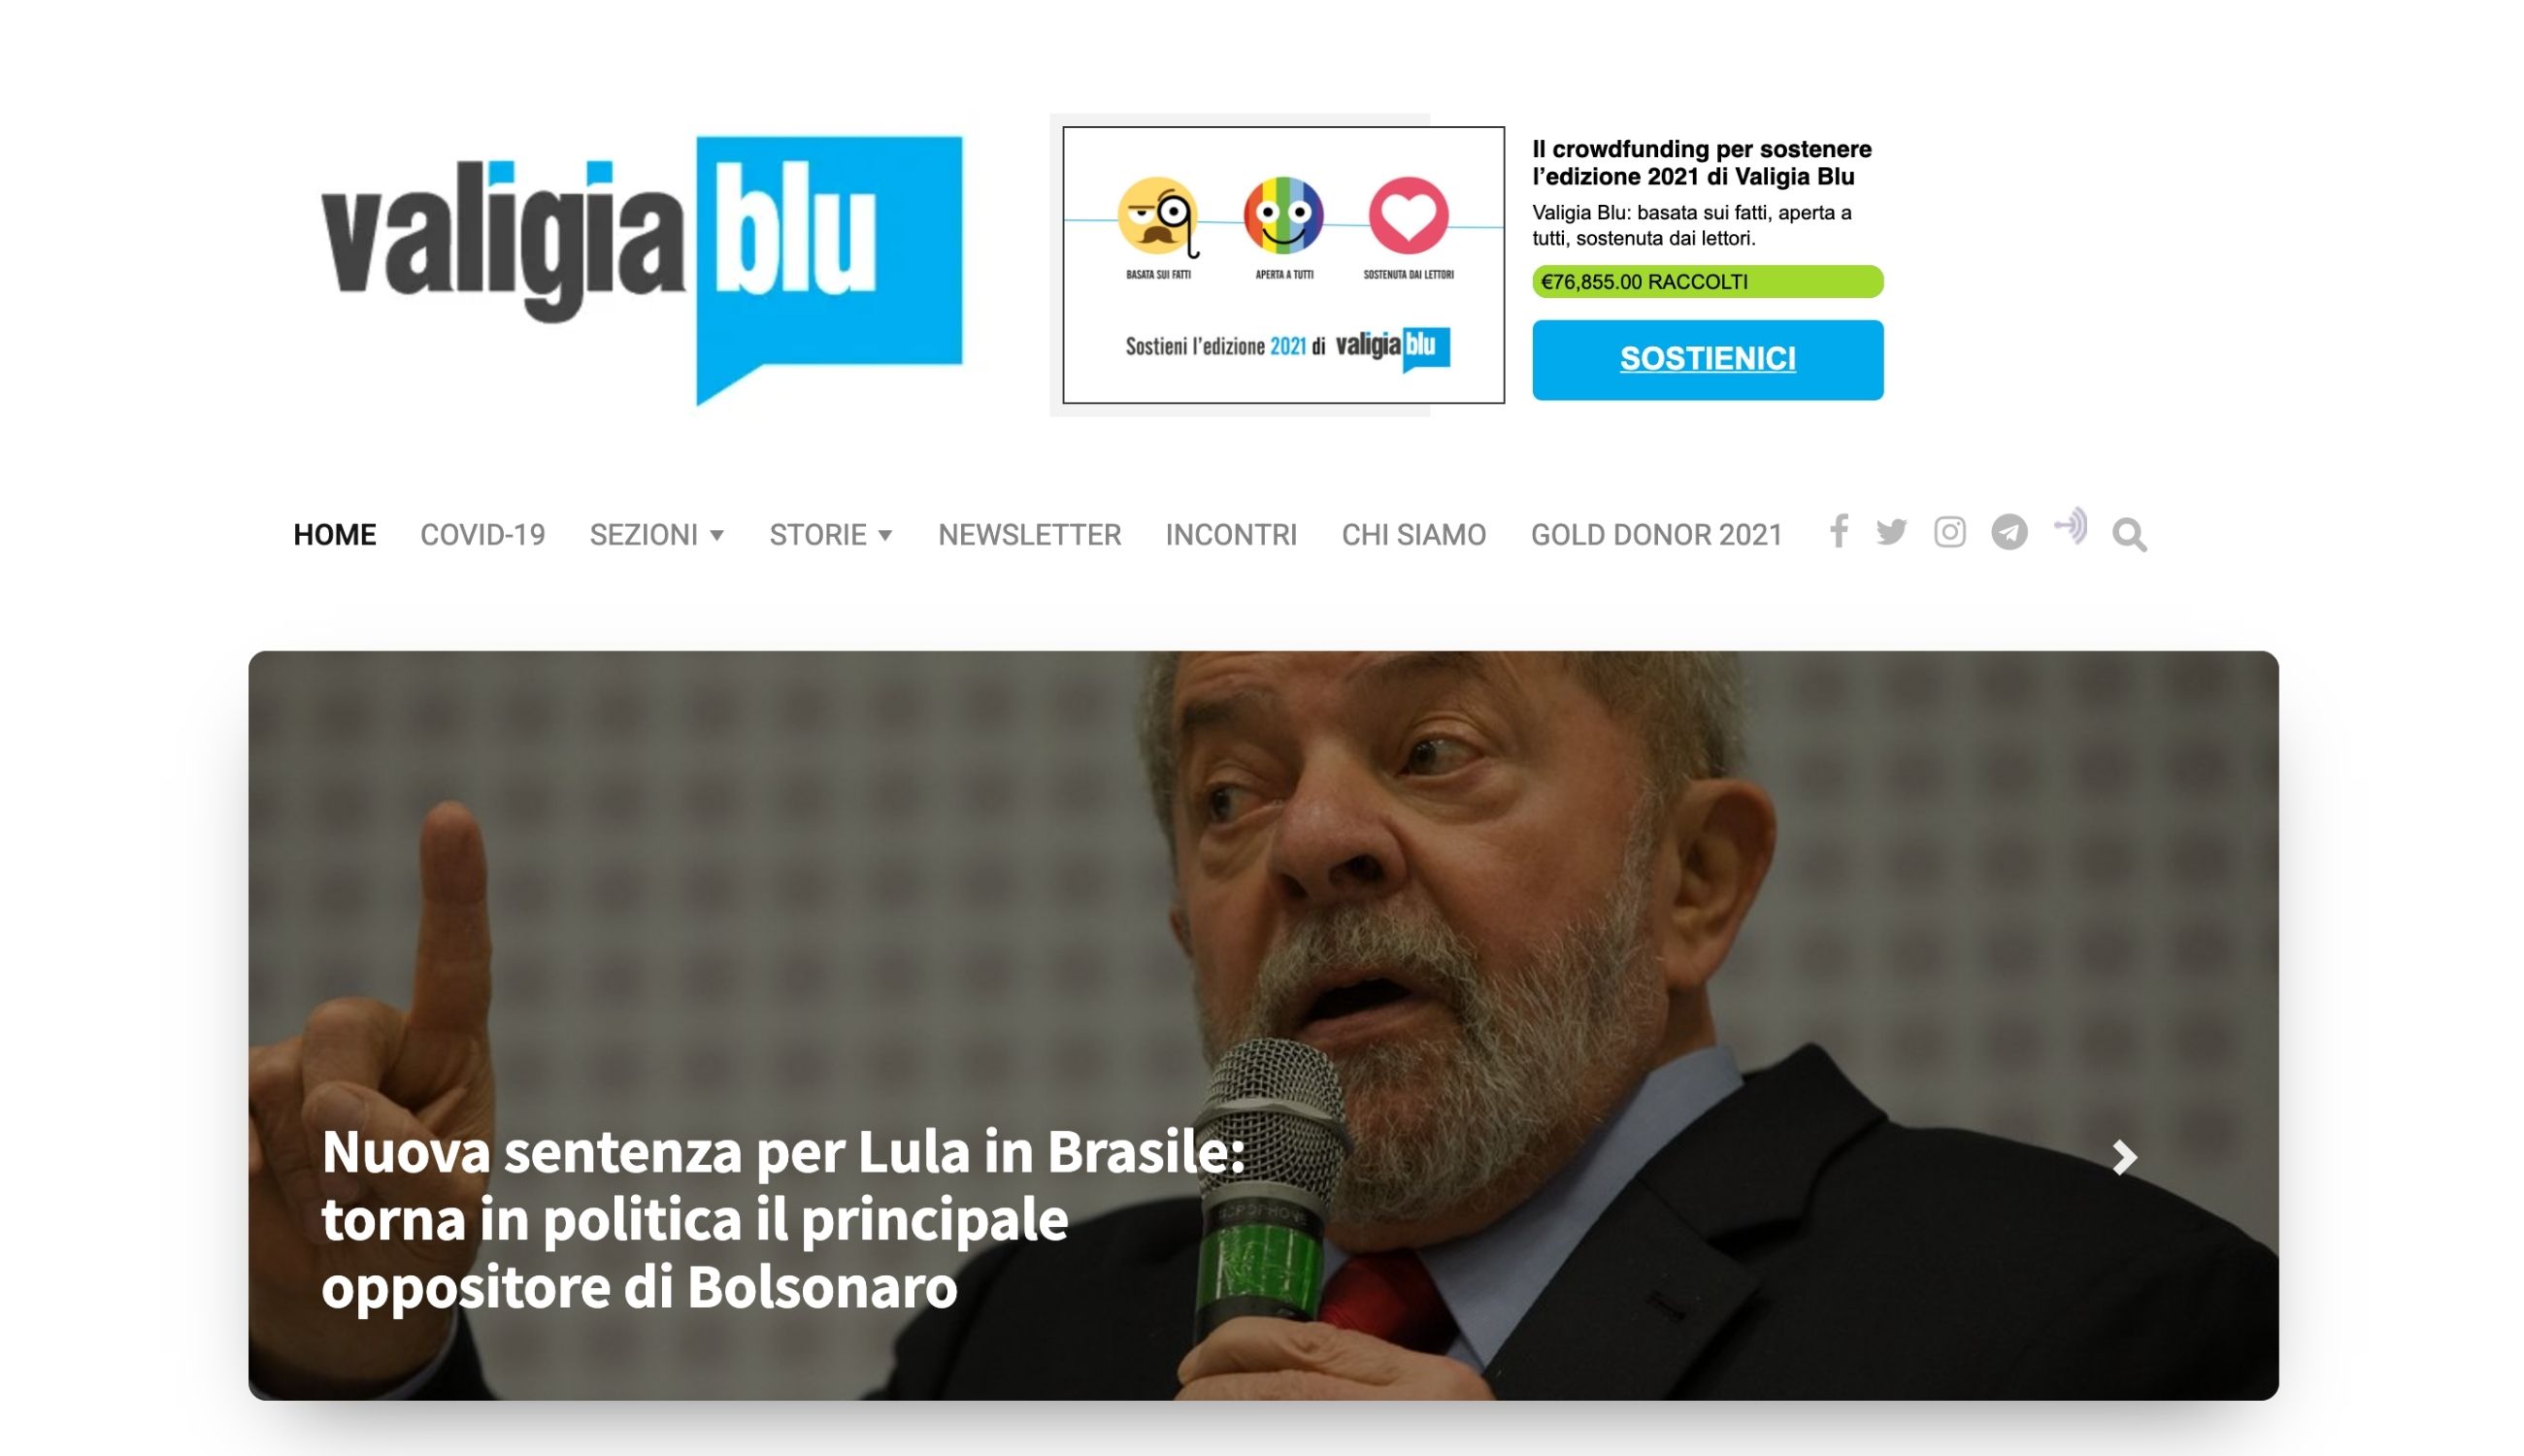 valigia blu
BASATA SUI FATTI
APERTA A TUTTI
SOSTENUTA DAI LETTORI
Sostieni l'edizione 2021 di valigia blu
Il crowdfunding per sostenere
l'edizione 2021 di Valigia Blu
Valigia Blu: basata sui fatti, aperta a
tutti, sostenuta dai lettori.
€76,855.00 RACCOLTI
SOSTIENICI
HOME COVID-19 SEZIONI STORIE NEWSLETTER INCONTRI CHI SIAMO GOLD DONOR 2021
Nuova sentenza per Lula in Brasile:
torna in politica il principale
oppositore di Bolsonaro